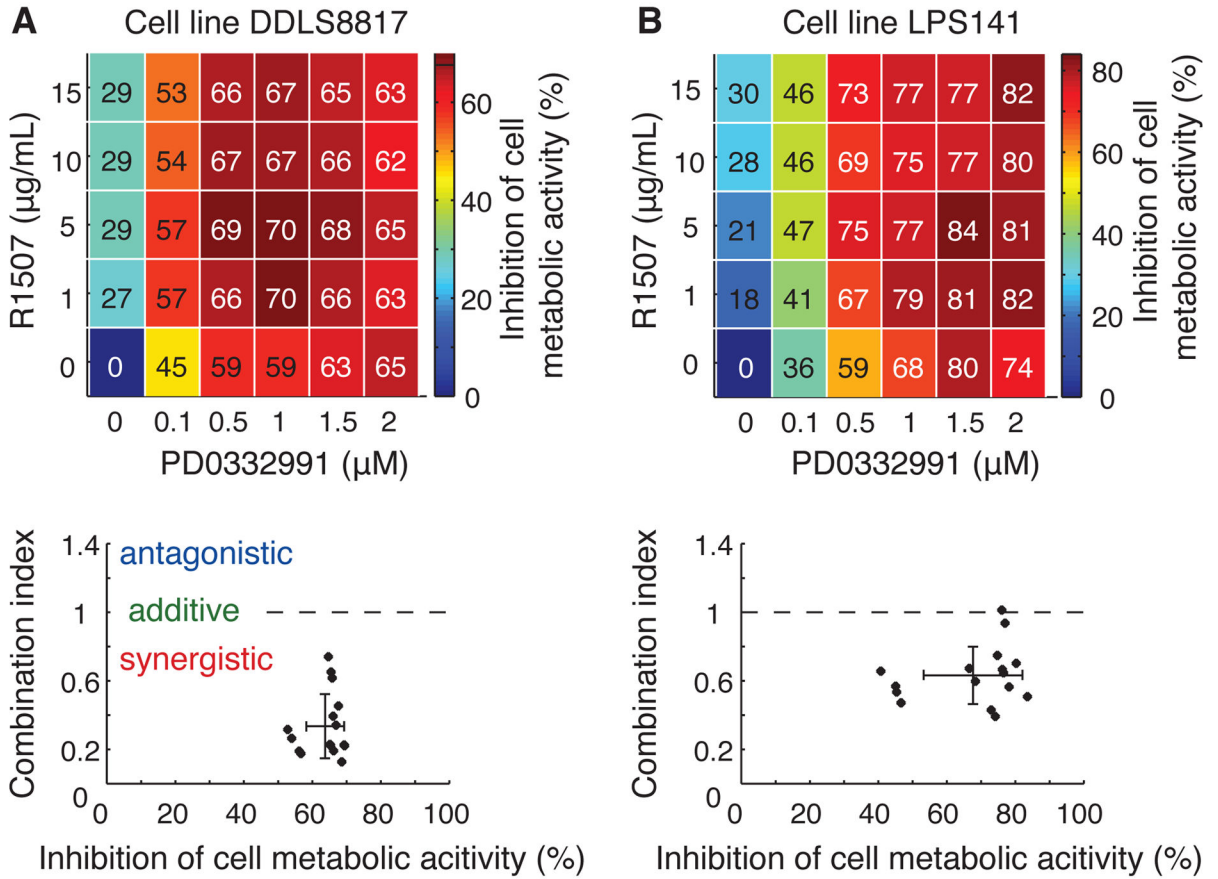 A Cell line DDLS8817
15 29 53 66 67 65 63
10 29 54 67 67 66 62
5 29 57 69 70 68 65
1 27 57 66 70 66 63
0 0 45 59 59 63 65
0 0.1 0.5 1 1.5 2
PD0332991 (μM)
R1507 (μg/mL)
60
40
20
0
Inhibition of cell
metabolic activity (%)
B Cell line LPS141
15 30 46 73 77 77 82
10 28 46 69 75 77 80
5 21 47 75 77 84 81
1 18 41 67 79 81 82
0 0 36 59 68 80 74
0 0.1 0.5 1 1.5 2
PD0332991 (μM)
R1507 (μg/mL)
80
60
40
20
0
Inhibition of cell
metabolic activity (%)
Combination index
1.4
1
0.6
0.2
0
antagonistic
additive
synergistic
0 20 40 60 80 100
Inhibition of cell metabolic acitivity (%)
Combination index
1.4
1
0.6
0.2
0
0 20 40 60 80 100
Inhibition of cell metabolic acitivity (%)